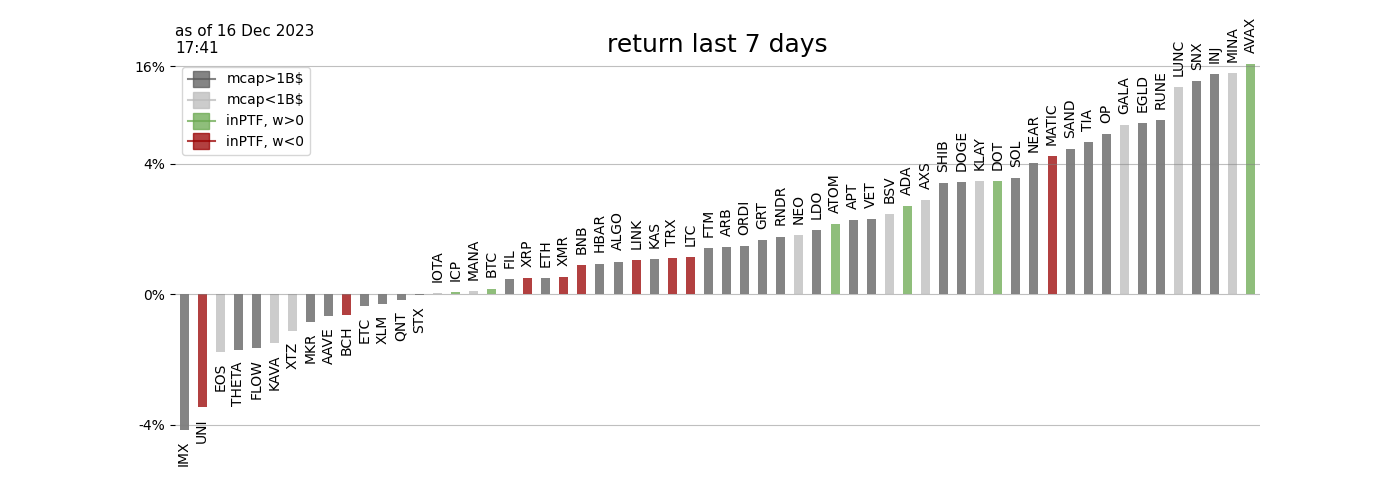 as of 16 Dec 2023
17:41
return last 7 days
16%
4%
0%
-4%
mcap>1B$
mcap<1B$
inPTF, w>0
inPTF, w<0
IMX
UNI
EOS
THETA
FLOW
KAVA
XTZ
MKR
AAVE
BCH
ETC
XLM
QNT
STX
IOTA
ICP
MANA
BTC
FIL
XRP
ETH
XMR
BNB
HBAR
ALGO
LINK
KAS
TRX
LTC
FTM
ARB
ORDI
GRT
RNDR
NEO
LDO
ATOM
APT
VET
BSV
ADA
AXS
SHIB
DOGE
KLAY
DOT
SOL
NEAR
MATIC
SAND
TIA
OP
GALA
EGLD
RUNE
LUNC
SNX
INJ
MINA
AVAX